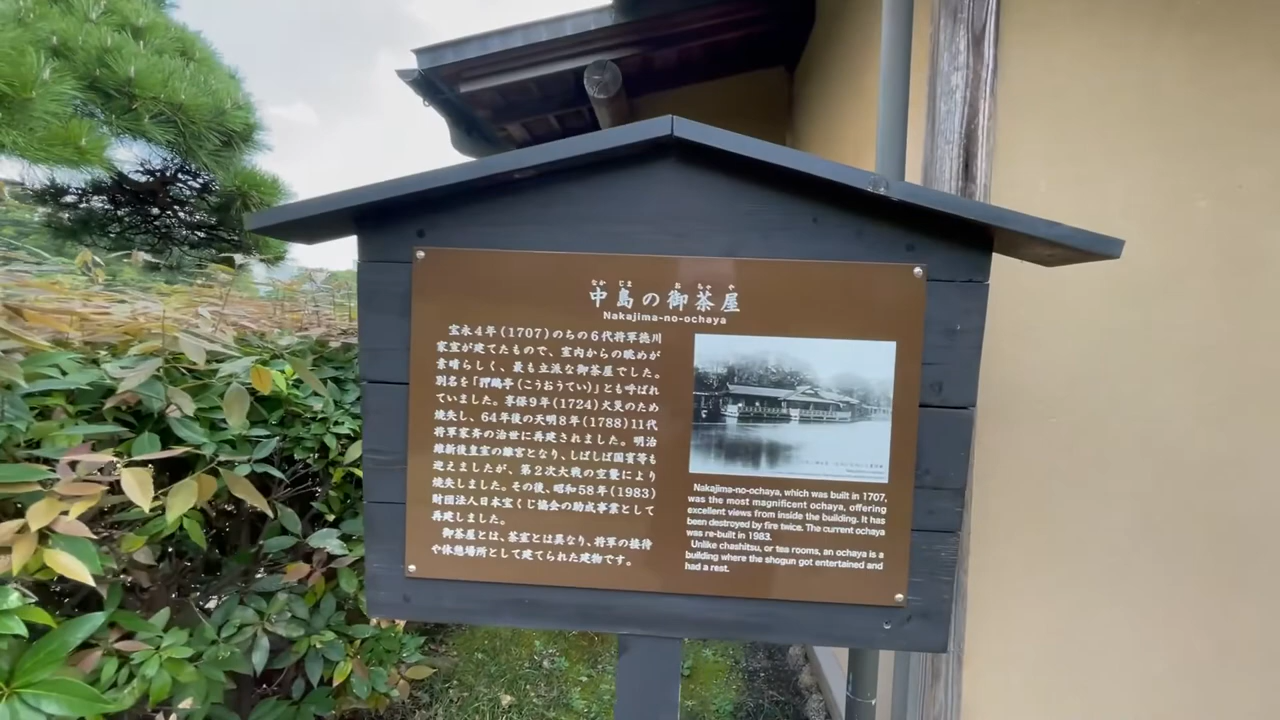 なか じま お ちゃ や
中島の御茶屋
Nakajima-no-ochaya
宝永4年(1707)のちの6代将軍徳川
家宣が建てたもので、室内からの眺めが
素晴らしく、最も立派な御茶屋でした。
別名を「狎鷗亭(こうおうてい)」とも呼ばれ
ていました。享保9年(1724)火災のため
焼失し、64年後の天明8年(1788)11代
将軍家斉の治世に再建されました。明治
維新後皇室の離宮となり、しばしば国賓等も
迎えましたが、第2次大戦の空襲により
焼失しました。その後、昭和58年(1983)
財団法人日本宝くじ協会の助成事業として
再建しました。
御茶屋とは、茶室とは異なり、将軍の接待
や休憩場所として建てられた建物です。
Nakajima-no-ochaya, which was built in 1707,
was the most magnificent ochaya, offering
excellent views from inside the building. It has
been destroyed by fire twice. The current ochaya
was re-built in 1983.
Unlike chashitsu, or tea rooms, an ochaya is a
building where the shogun got entertained and
had a rest.